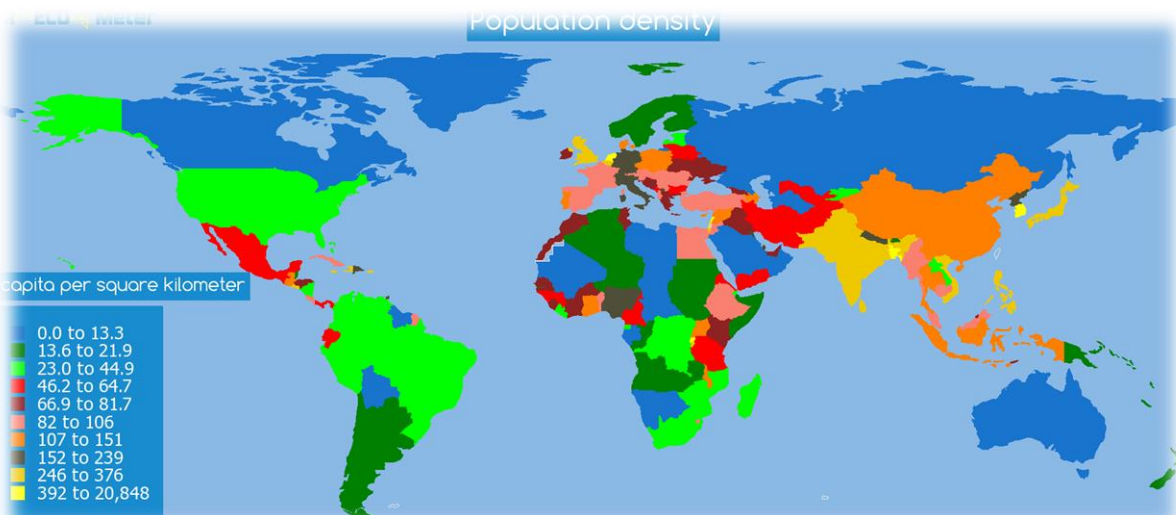 ECO Meter
Population density
capita per square kilometer
0.0 to 13.3
13.6 to 21.9
23.0 to 44.9
46.2 to 64.7
66.9 to 81.7
82 to 106
107 to 151
152 to 239
246 to 376
392 to 20,848